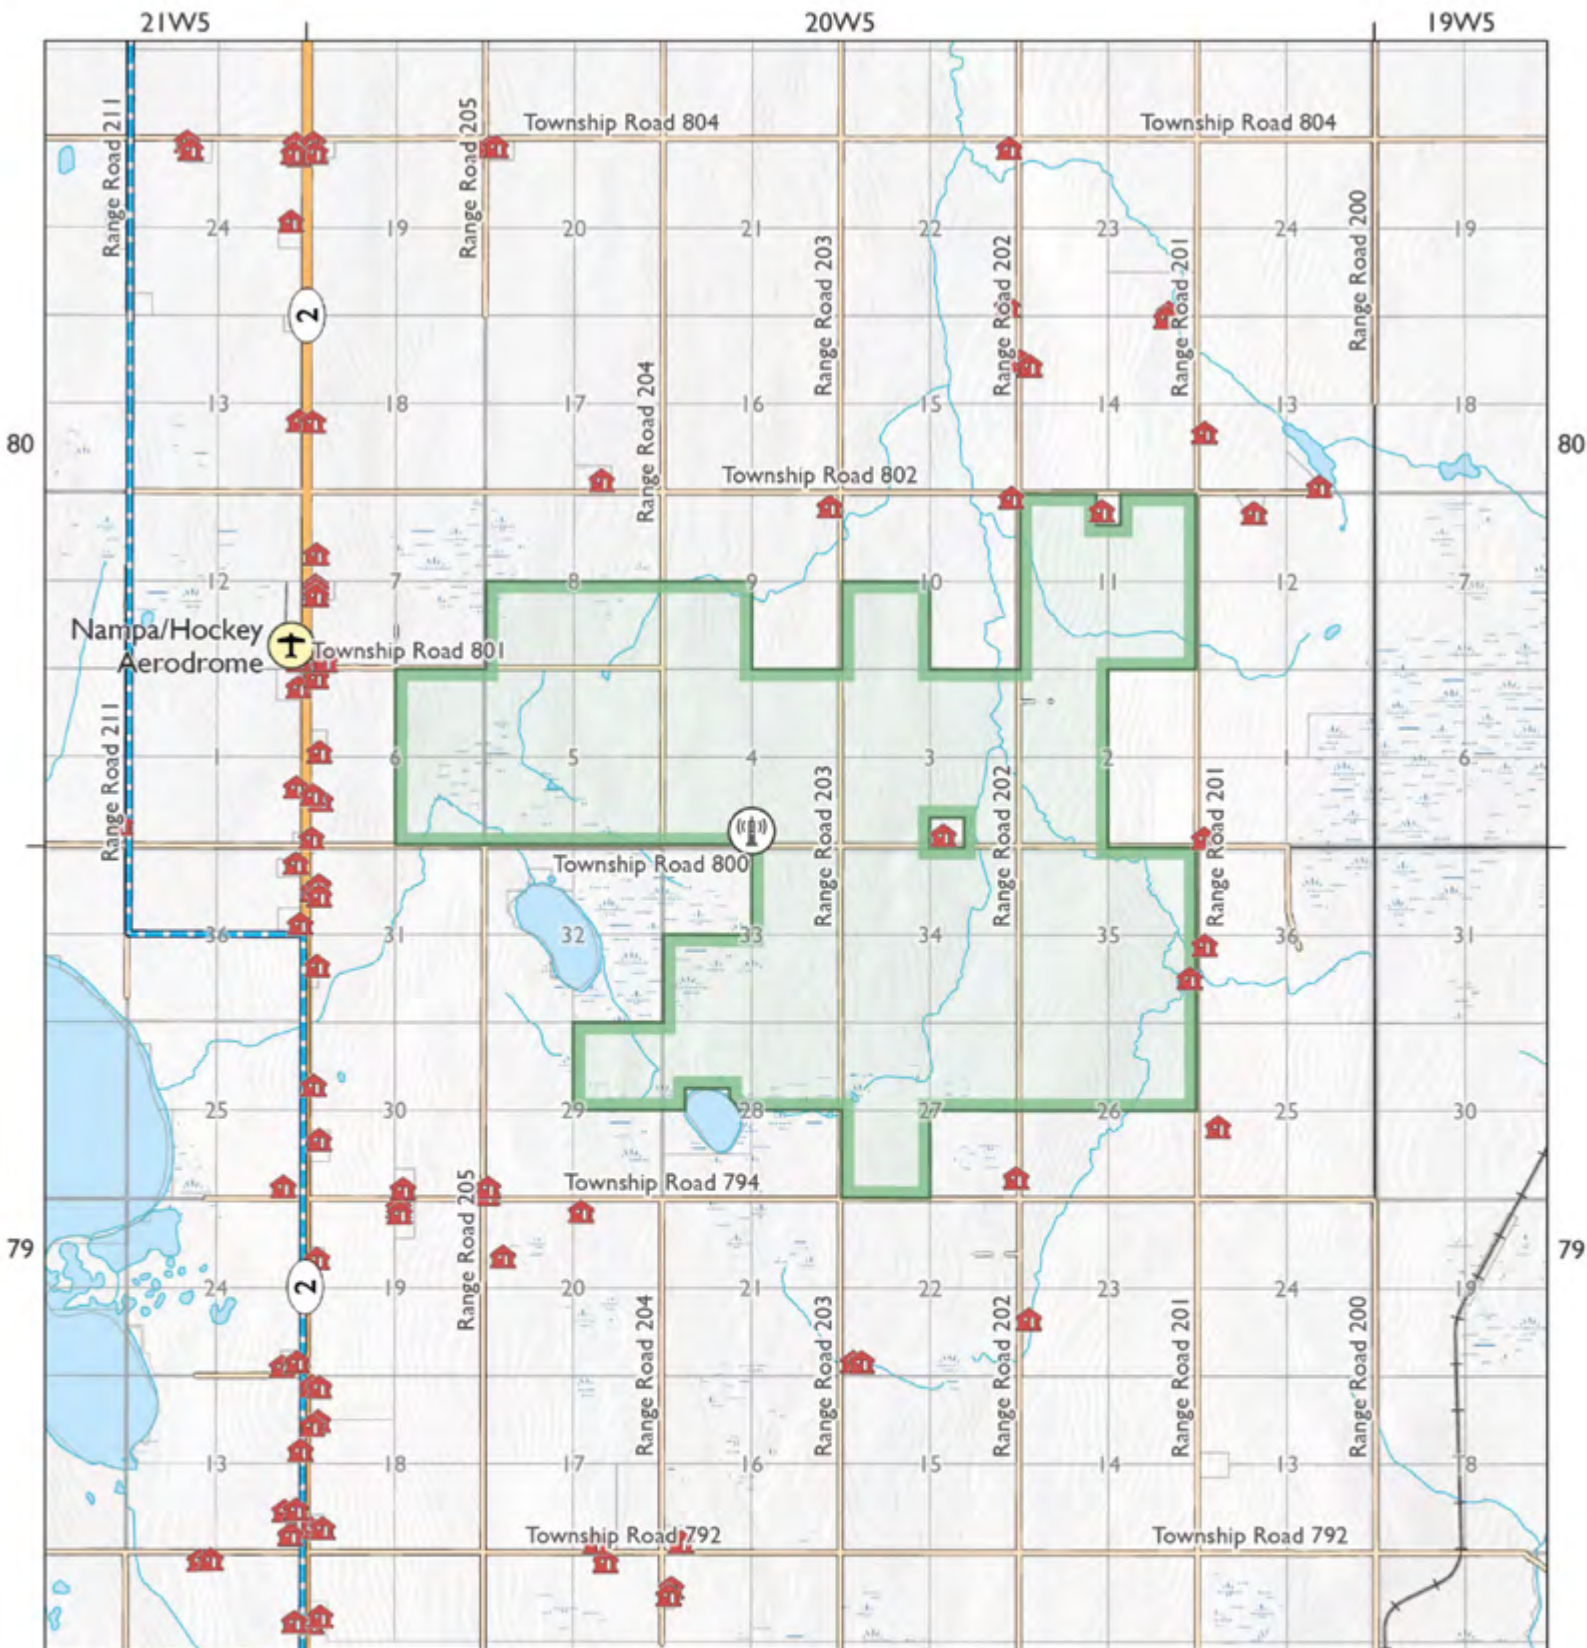 21W5
20W5
19W5
Township Road 804
Township Road 804
Range Road 211
Range Road 205
24
19
20
21
22
23
24
19
Range Road 203
Range Road 202
Range Road 201
Range Road 200
2
Range Road 204
13
18
17
16
15
14
13
18
80
80
Township Road 802
12
7
8
9
10
11
12
7
Nampa/Hockey
Aerodrome
Township Road 801
Range Road 211
1
6
5
4
3
2
1
6
Range Road 203
Range Road 202
Range Road 201
Township Road 800
36
31
32
33
34
35
36
31
25
30
29
28
27
26
25
30
Township Road 794
Range Road 205
79
79
24
19
20
21
22
23
24
19
2
Range Road 204
Range Road 203
Range Road 202
Range Road 201
Range Road 200
13
18
17
16
15
14
13
18
Township Road 792
Township Road 792